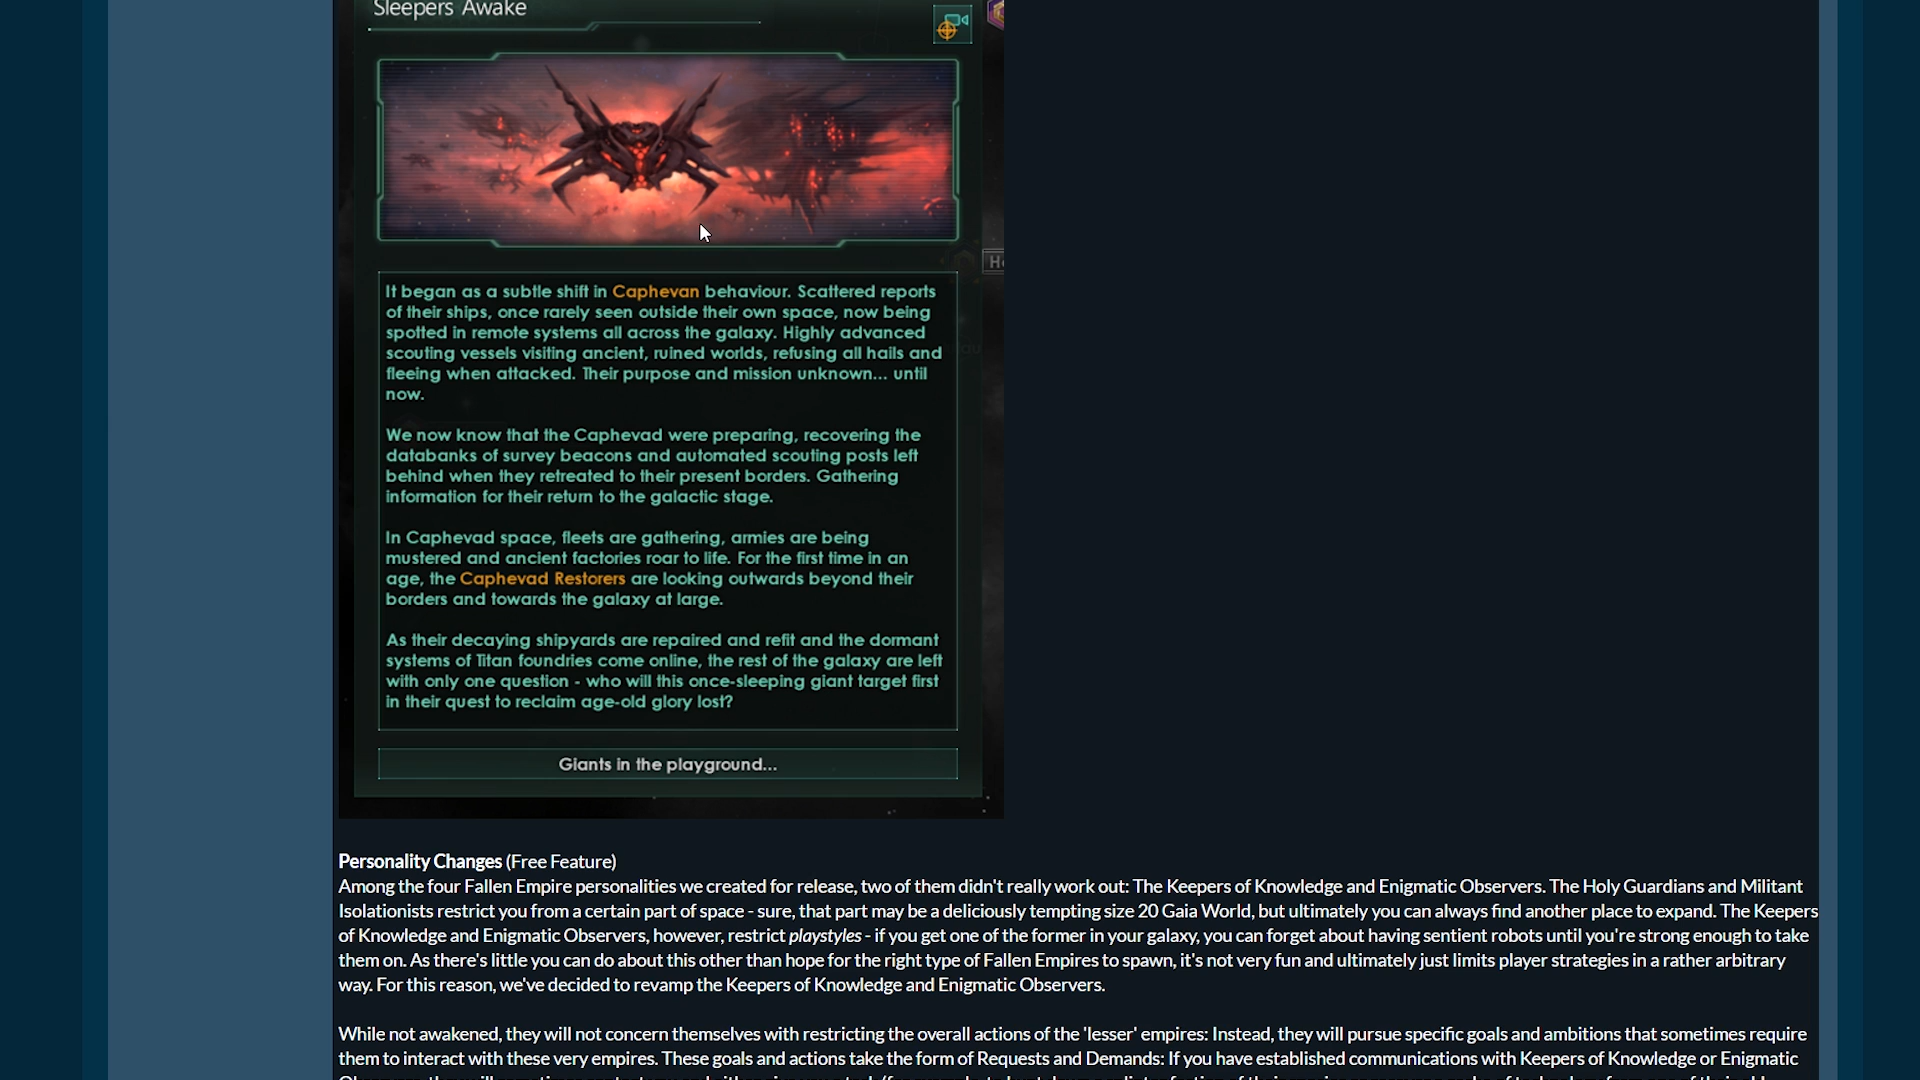 Sleepers Awake
It began as a subtle shift in Caphevan behaviour. Scattered reports
of their ships, once rarely seen outside their own space, now being
spotted in remote systems all across the galaxy. Highly advanced
scouting vessels visiting ancient, ruined worlds, refusing all hails and
fleeing when attacked. Their purpose and mission unknown... until
now.
We now know that the Caphevad were preparing, recovering the
databanks of survey beacons and automated scouting posts left
behind when they retreated to their present borders. Gathering
information for their return to the galactic stage.
In Caphevad space, fleets are gathering, armies are being
mustered and ancient factories roar to life. For the first time in an
age, the Caphevad Restorers are looking outwards beyond their
borders and towards the galaxy at large.
As their decaying shipyards are repaired and refit and the dormant
systems of Titan foundries come online, the rest of the galaxy are left
with only one question - who will this once-sleeping giant target first
in their quest to reclaim age-old glory lost?
Giants in the playground...
Personality Changes (Free Feature)
Among the four Fallen Empire personalities we created for release, two of them didn't really work out: The Keepers of Knowledge and Enigmatic Observers. The Holy Guardians and Militant
Isolationists restrict you from a certain part of space - sure, that part may be a deliciously tempting size 20 Gaia World, but ultimately you can always find another place to expand. The Keepers
of Knowledge and Enigmatic Observers, however, restrict playstyles - if you get one of the former in your galaxy, you can forget about having sentient robots until you're strong enough to take
them on. As there's little you can do about this other than hope for the right type of Fallen Empires to spawn, it's not very fun and ultimately just limits player strategies in a rather arbitrary
way. For this reason, we've decided to revamp the Keepers of Knowledge and Enigmatic Observers.
While not awakened, they will not concern themselves with restricting the overall actions of the 'lesser' empires: Instead, they will pursue specific goals and ambitions that sometimes require
them to interact with these very empires. These goals and actions take the form of Requests and Demands: If you have established communications with Keepers of Knowledge or Enigmatic